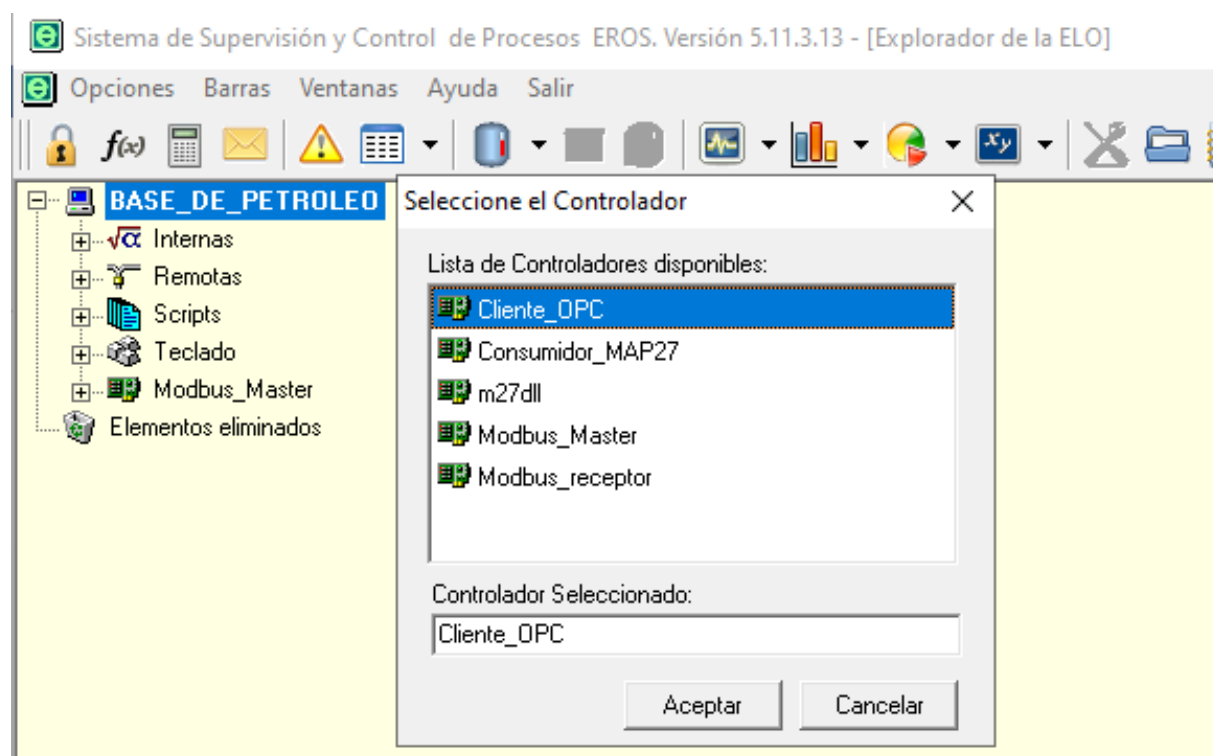 Sistema de Supervisión y Control de Procesos EROS. Versión 5.11.3.13 - [Explorador de la ELO]
Opciones Barras Ventanas Ayuda Salir
f(x)
xy
BASE_DE_PETROLEO
√α Internas
Remotas
Scripts
Teclado
Modbus_Master
Elementos eliminados
Seleccione el Controlador
Lista de Controladores disponibles:
Cliente_OPC
Consumidor_MAP27
m27dll
Modbus_Master
Modbus_receptor
Controlador Seleccionado:
Cliente_OPC
Aceptar Cancelar